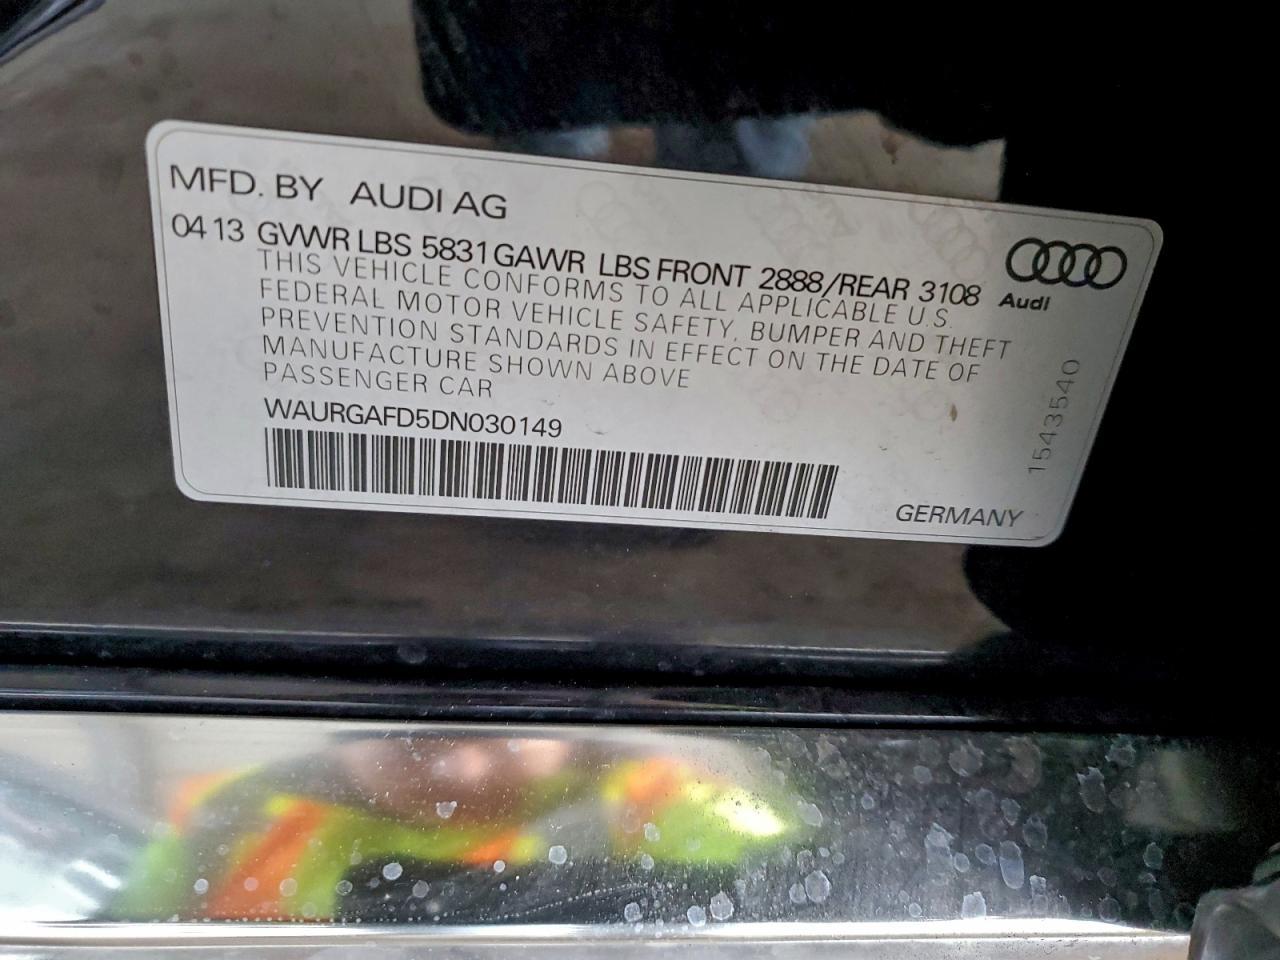 MFD. BY AUDI AG
04 13 GVWR LBS 5831 GAWR LBS FRONT 2888/REAR 3108
THIS VEHICLE CONFORMS TO ALL APPLICABLE U.S.
FEDERAL MOTOR VEHICLE SAFETY, BUMPER AND THEFT
PREVENTION STANDARDS IN EFFECT ON THE DATE OF
MANUFACTURE SHOWN ABOVE
PASSENGER CAR
WAURGAFD5DN030149
Audi
1543540
GERMANY